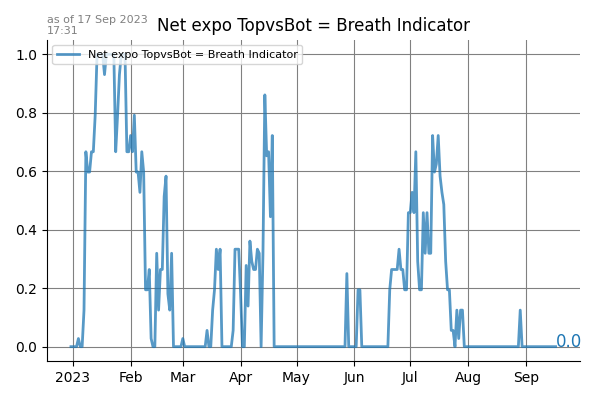 as of 17 Sep 2023
17:31
Net expo TopvsBot = Breath Indicator
Net expo TopvsBot = Breath Indicator
1.0
0.8
0.6
0.4
0.2
0.0
0.0
2023 Feb Mar Apr May Jun Jul Aug Sep